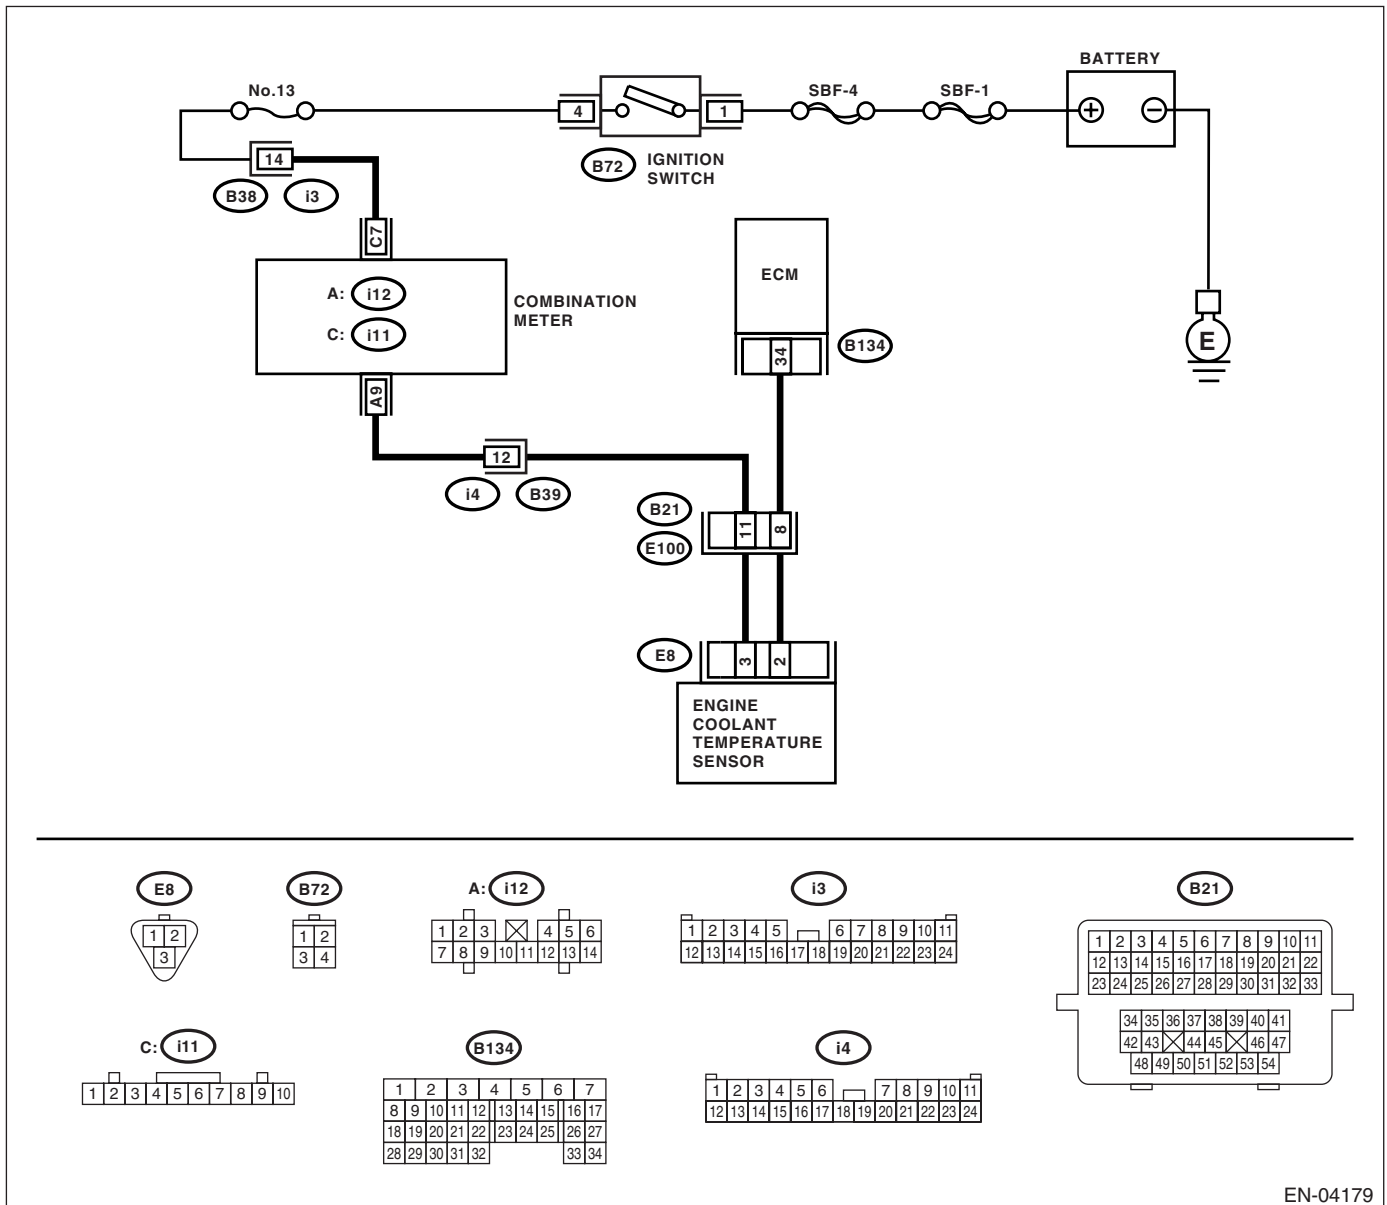 BATTERY
No.13
SBF-4
SBF-1
4
1
+
−
14
B72
IGNITION
SWITCH
B38
i3
C7
A: i12
C: i11
COMBINATION
METER
ECM
34
B134
E
A9
12
i4
B39
B21
E100
11
8
E8
3
2
ENGINE
COOLANT
TEMPERATURE
SENSOR
E8
1 2
3
B72
1 2
3 4
A: i12
1 2 3 4 5 6
7 8 9 10 11 12 13 14
i3
1 2 3 4 5 6 7 8 9 10 11
12 13 14 15 16 17 18 19 20 21 22 23 24
B21
1 2 3 4 5 6 7 8 9 10 11
12 13 14 15 16 17 18 19 20 21 22
23 24 25 26 27 28 29 30 31 32 33
34 35 36 37 38 39 40 41
42 43 44 45 46 47
48 49 50 51 52 53 54
C: i11
1 2 3 4 5 6 7 8 9 10
B134
1 2 3 4 5 6 7
8 9 10 11 12 13 14 15 16 17
18 19 20 21 22 23 24 25 26 27
28 29 30 31 32 33 34
i4
1 2 3 4 5 6 7 8 9 10 11
12 13 14 15 16 17 18 19 20 21 22 23 24
EN-04179